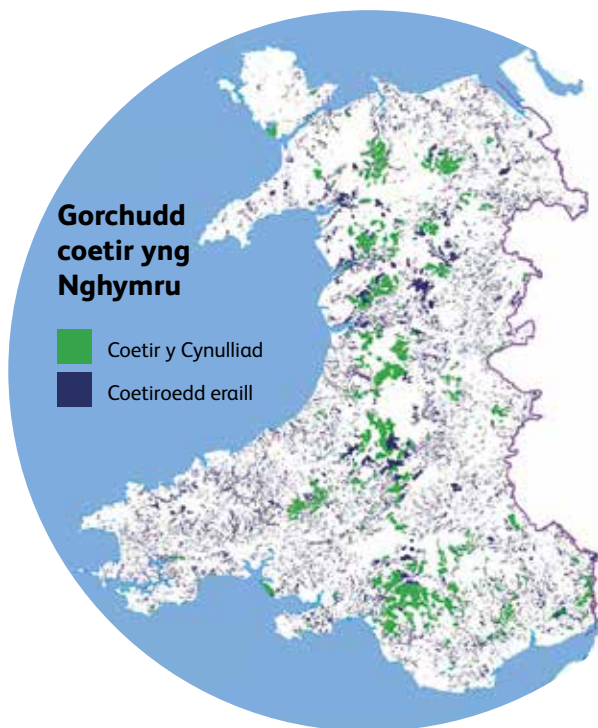 Gorchudd
coetir yng
Nghymru
Coetir y Cynulliad
Coetiroedd eraill